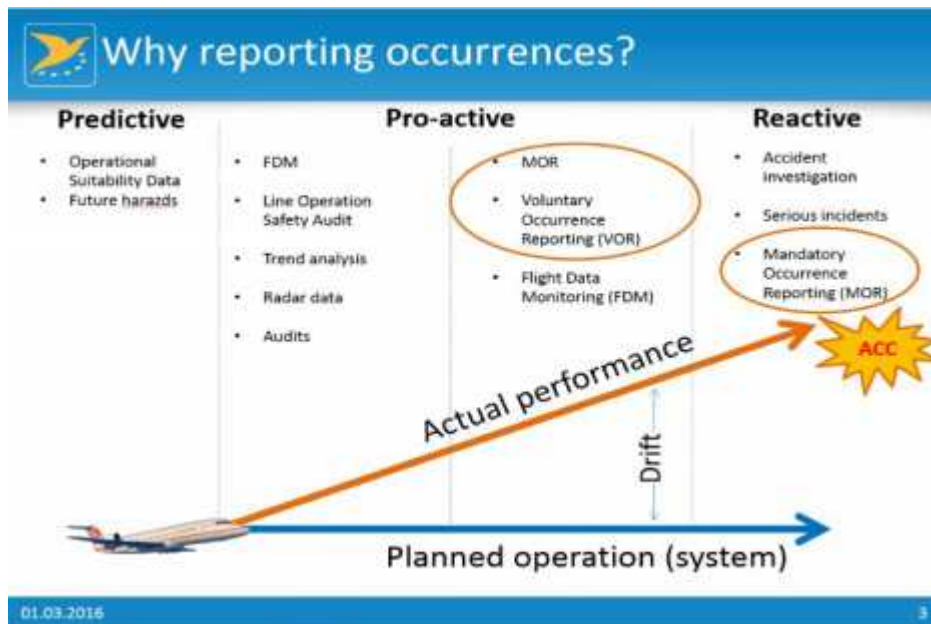 Why reporting occurrences?
Predictive
• Operational
Suitability Data
• Future harazds
Pro-active
• FDM
• Line Operation
Safety Audit
• Trend analysis
• Radar data
• Audits
• MOR
• Voluntary
Occurrence
Reporting (VOR)
• Flight Data
Monitoring (FDM)
Reactive
• Accident
investigation
• Serious incidents
• Mandatory
Occurrence
Reporting (MOR)
ACC
Actual performance
Drift
Planned operation (system)
01.03.2016
3